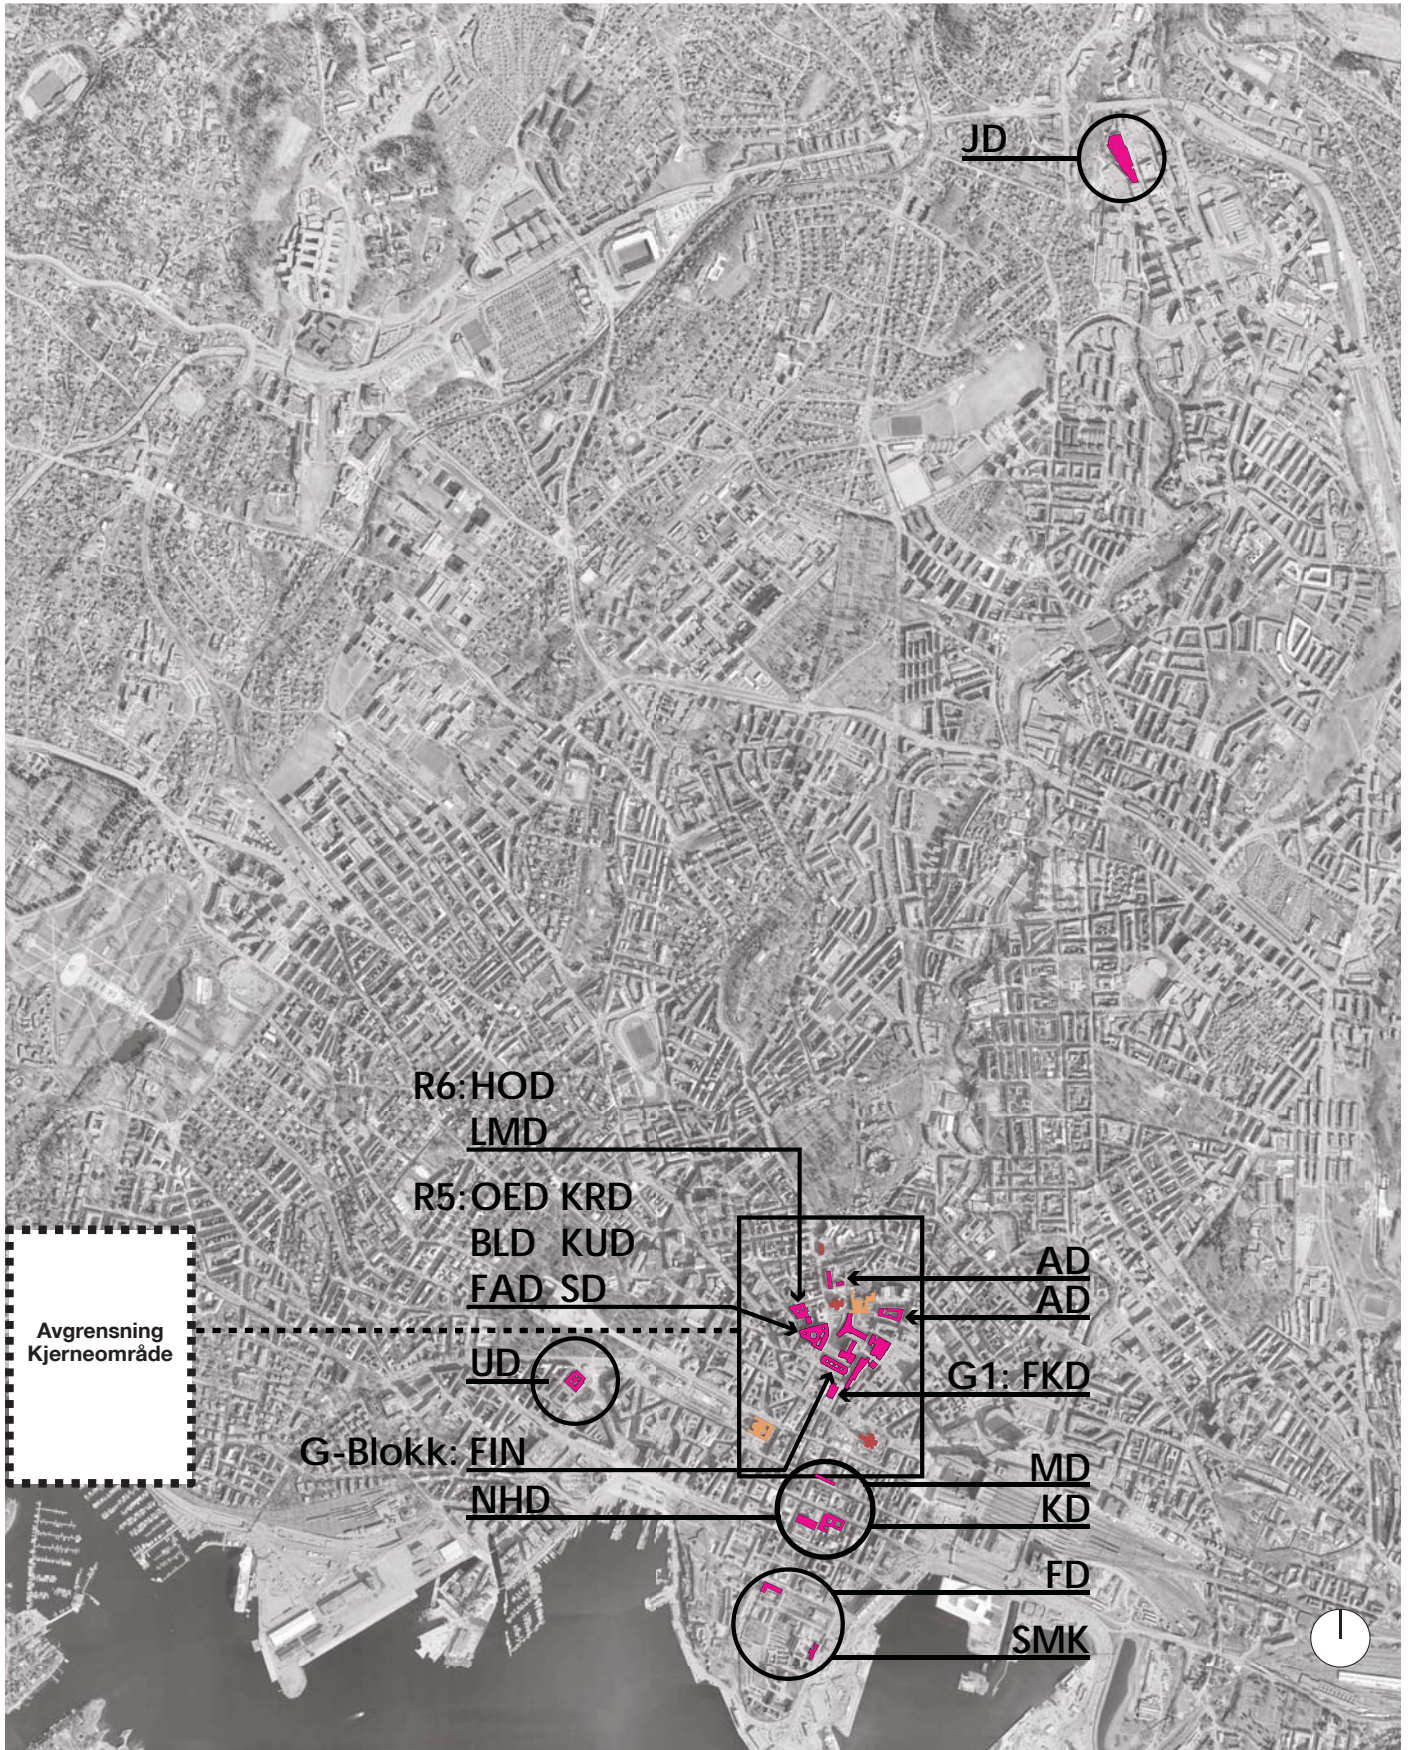 JD
R6: HOD
LMD
R5: OED KRD
BLD KUD
FAD SD
AD
AD
Avgrensning
Kjerneområde
UD
G1: FKD
G-Blokk: FIN
MD
NHD
KD
FD
SMK